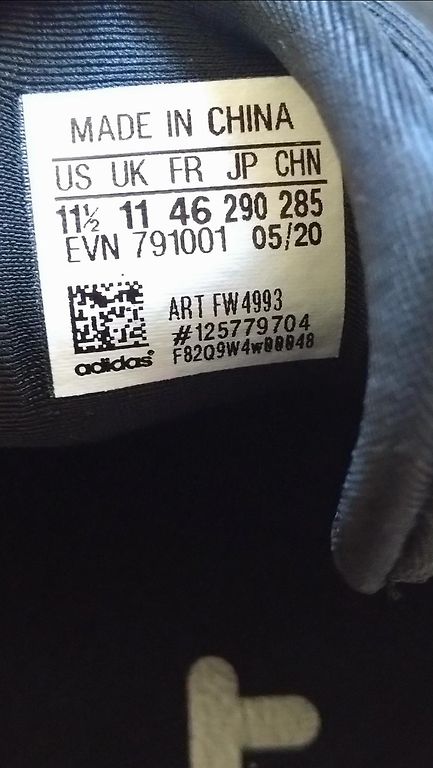 MADE IN CHINA
US UK FR JP CHN
11½ 11 46 290 285
EVN 791001 05/20
ART FW4993
#125779704
F82Q9W4w00048
adidas